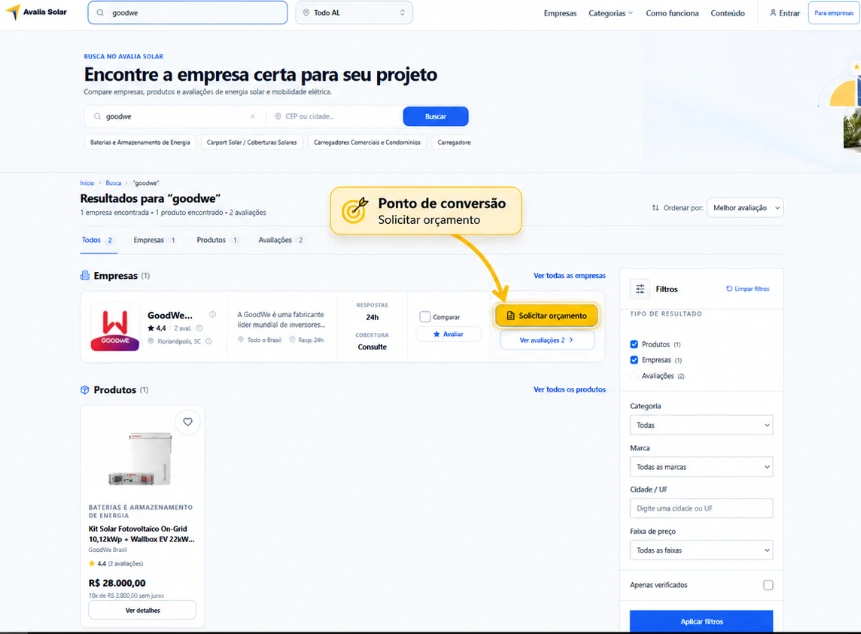 Avalia Solar
goodwe
Todo AL
Empresas
Categorias
Como funciona
Conteúdo
Entrar
Para empresas
BUSCA NO AVALIA SOLAR
Encontre a empresa certa para seu projeto
Compare empresas, produtos e avaliações de energia solar e mobilidade elétrica.
goodwe
CEP ou cidade...
Buscar
Baterias e Armazenamento de Energia
Carport Solar / Coberturas Solares
Carregadores Comerciais e Condomínios
Carregadore
Início > Busca > "goodwe"
Resultados para “goodwe”
1 empresa encontrada • 1 produto encontrado • 2 avaliações
Ponto de conversão
Solicitar orçamento
Ordenar por:
Melhor avaliação
Todos 2
Empresas 1
Produtos 1
Avaliações 2
Empresas (1)
Ver todas as empresas
GOODWE
GoodWe...
4,4 | 2 aval
Florianópolis, SC
A GoodWe é uma fabricante
líder mundial de inversores...
Todo o Brasil
Resp: 24h
RESPOSTAS
24h
COBERTURA
Consulte
Comparar
Avaliar
Solicitar orçamento
Ver avaliações 2 >
Produtos (1)
Ver todos os produtos
BATERIAS E ARMAZENAMENTO
DE ENERGIA
Kit Solar Fotovoltaico On-Grid
10,12kWp + Wallbox EV 22kW...
GoodWe Brasil
4,4 (2 avaliações)
R$ 28.000,00
10x de R$ 2.800,00 sem juros
Ver detalhes
Filtros
Limpar filtros
TIPO DE RESULTADO
Produtos (1)
Empresas (1)
Avaliações (2)
Categoria
Todas
Marca
Todas as marcas
Cidade / UF
Digite uma cidade ou UF
Faixa de preço
Todas as faixas
Apenas verificados
Aplicar filtros